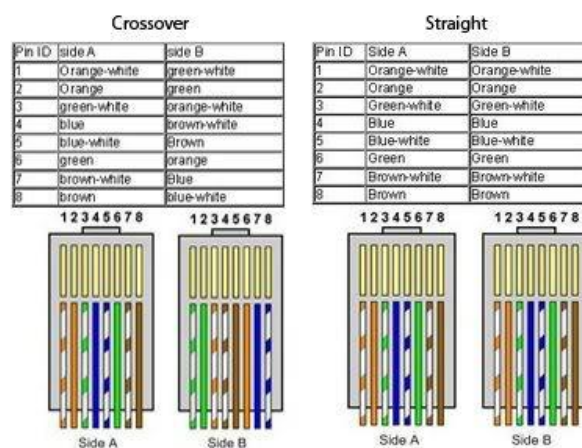 Crossover
Pin ID side A side B
1 Orange-white green-white
2 Orange green
3 green-white orange-white
4 blue brown-white
5 blue-white Brown
6 green orange
7 brown-white Blue
8 brown blue-white
12345678 12345678
Side A Side B
Straight
Pin ID Side A Side B
1 Orange-white Orange-white
2 Orange Orange
3 Green-white Green-white
4 Blue Blue
5 Blue-white Blue-white
6 Green Green
7 Brown-white Brown-white
8 Brown Brown
12345678 12345678
Side A Side B